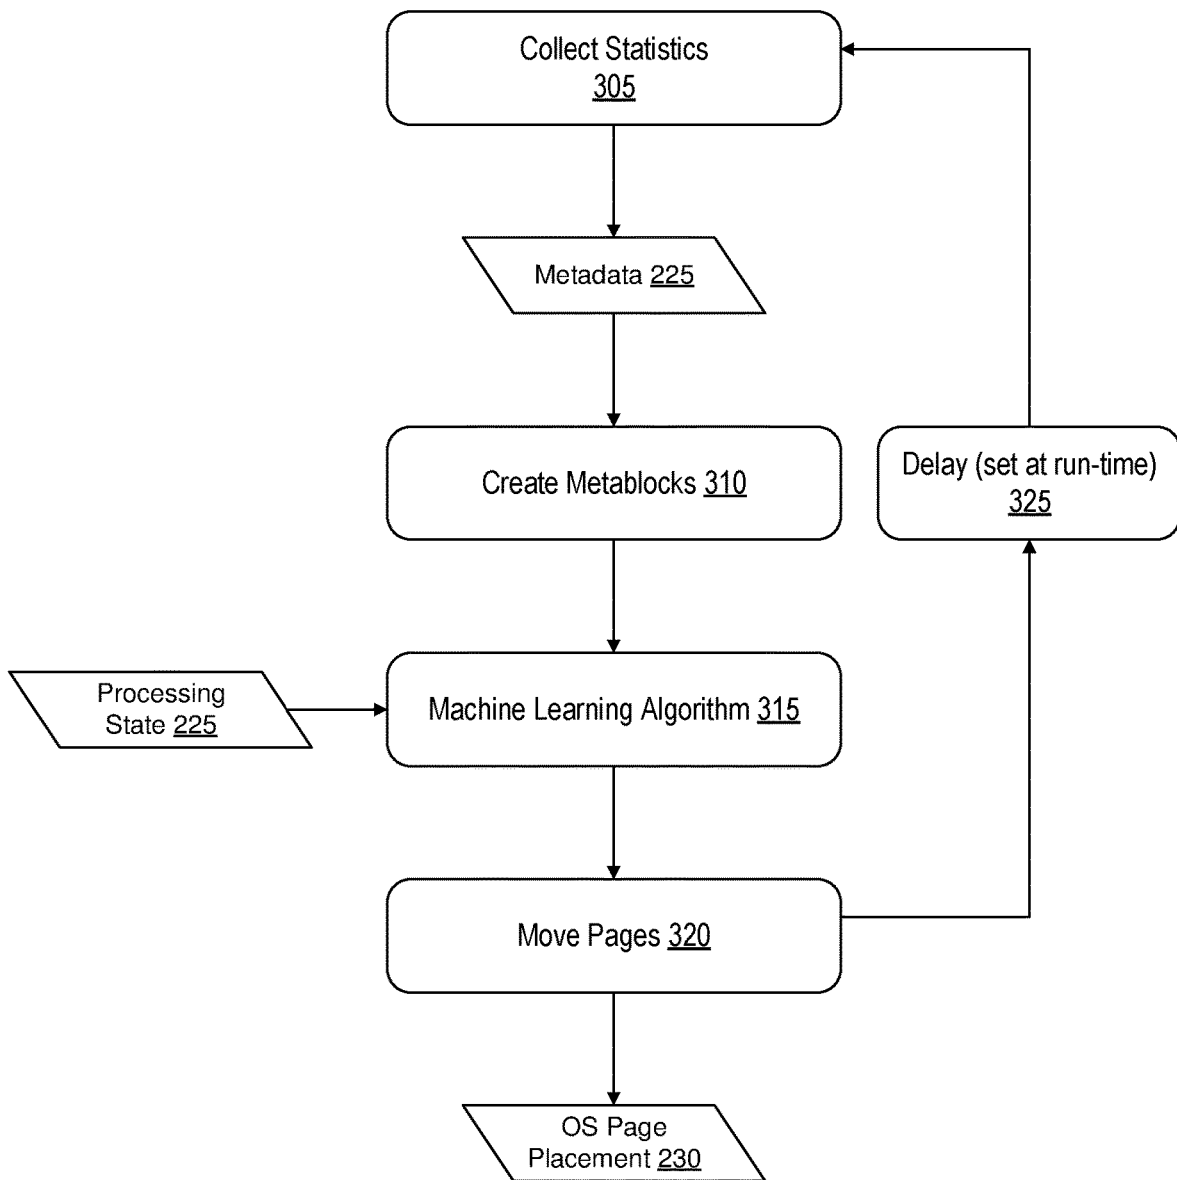 Collect Statistics
305
Metadata 225
Create Metablocks 310
Delay (set at run-time)
325
Processing
State 225
Machine Learning Algorithm 315
Move Pages 320
OS Page
Placement 230